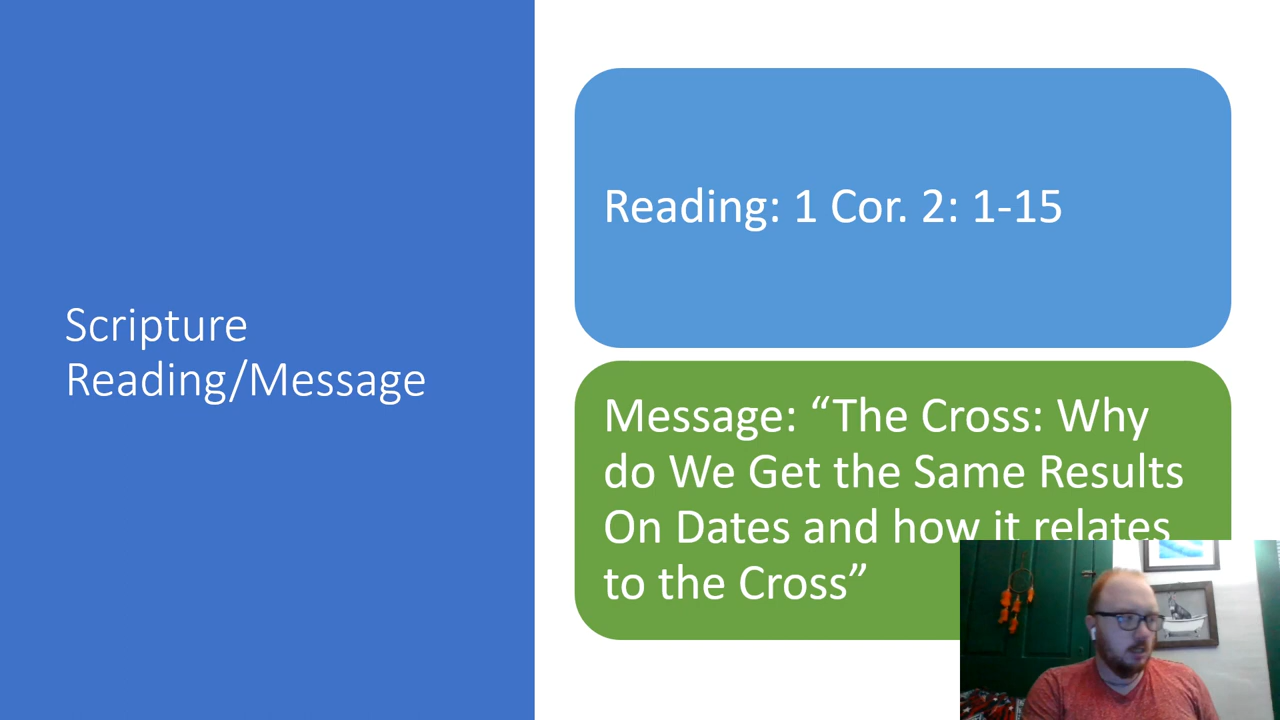 Scripture
Reading/Message
Reading: 1 Cor. 2: 1-15
Message: “The Cross: Why
do We Get the Same Results
On Dates and how it relates
to the Cross”